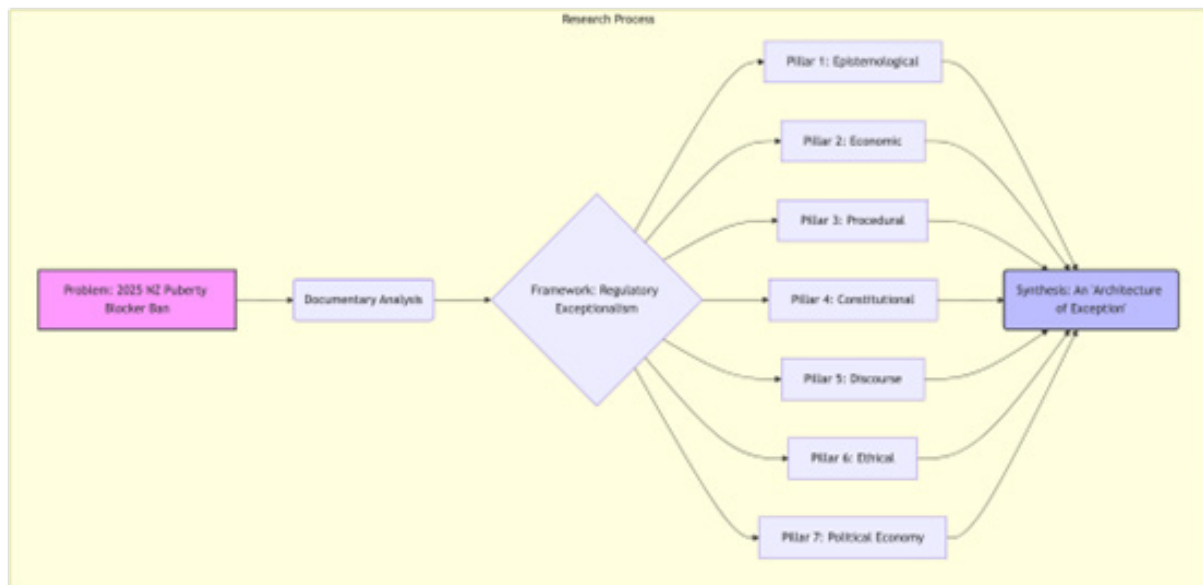 Research Process
Pillar 1: Epistemological
Pillar 2: Economic
Pillar 3: Procedural
Problem: 2025 NZ Puberty
Blocker Ban
Documentary Analysis
Framework: Regulatory
Exceptionalism
Pillar 4: Constitutional
Synthesis: An 'Architecture
of Exception'
Pillar 5: Discourse
Pillar 6: Ethical
Pillar 7: Political Economy